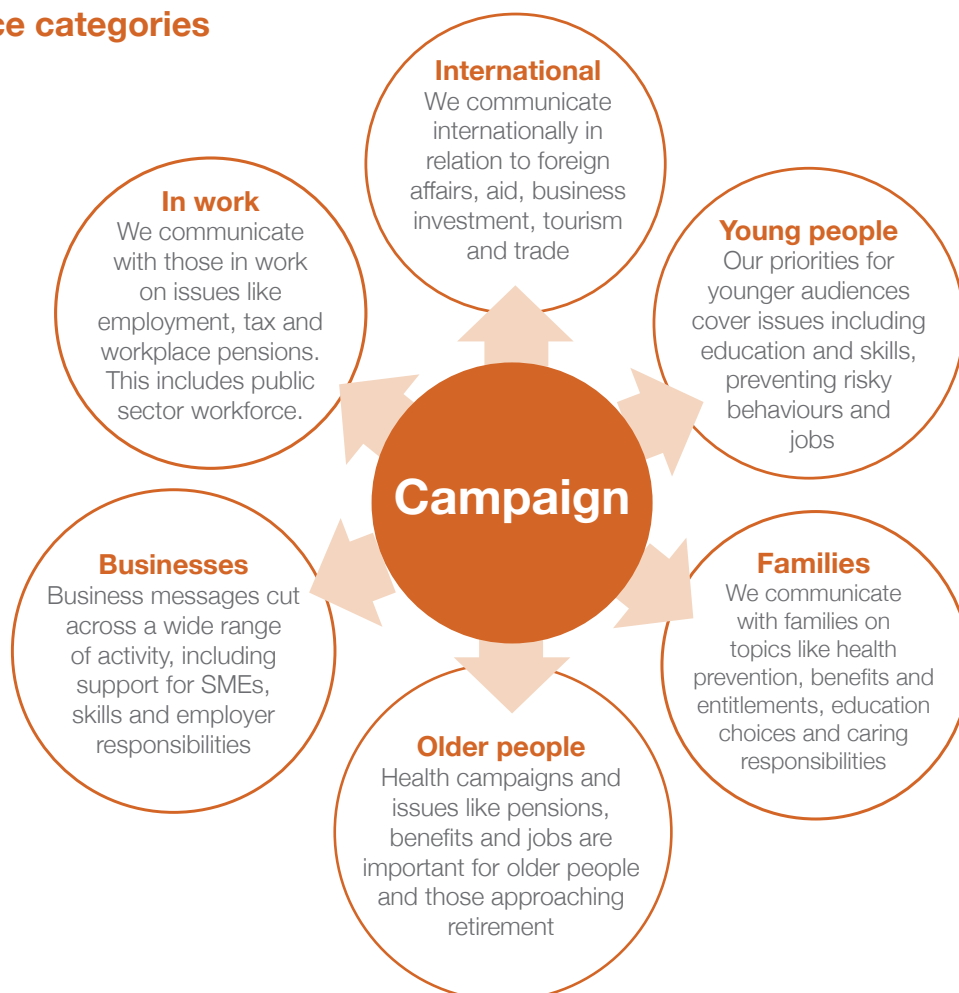 ce categories
International
We communicate
internationally in
relation to foreign
affairs, aid, business
investment, tourism
and trade
In work
We communicate
with those in work
on issues like
employment, tax and
workplace pensions.
This includes public
sector workforce.
Young people
Our priorities for
younger audiences
cover issues including
education and skills,
preventing risky
behaviours and
jobs
Campaign
Businesses
Business messages cut
across a wide range
of activity, including
support for SMEs,
skills and employer
responsibilities
Families
We communicate
with families on
topics like health
prevention, benefits and
entitlements, education
choices and caring
responsibilities
Older people
Health campaigns and
issues like pensions,
benefits and jobs are
important for older people
and those approaching
retirement